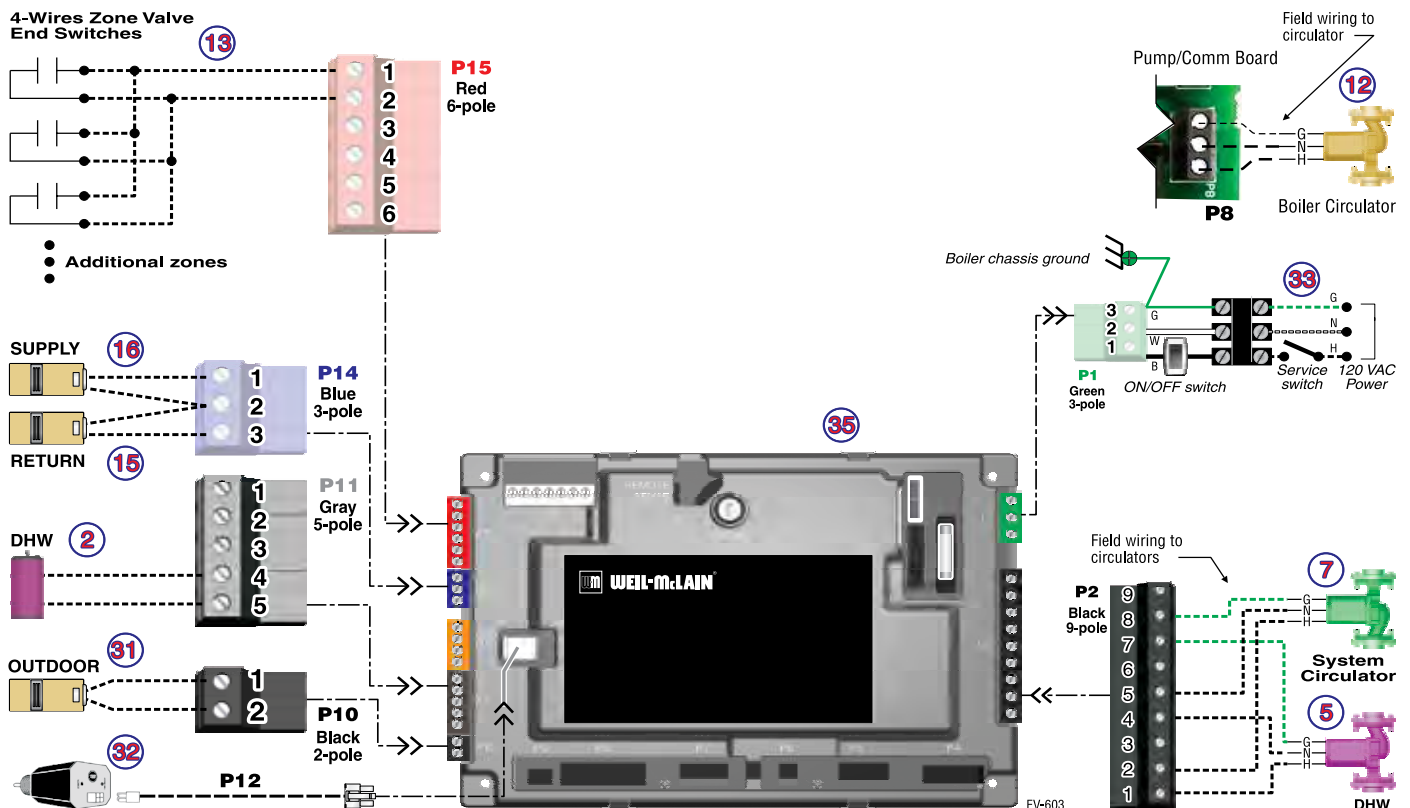 4-Wires Zone Valve
End Switches
13
1
2
3
4
5
6
P15
Red
6-pole
Additional zones
Field wiring to
circulator
Pump/Comm Board
12
G
N
H
P8
P8
Boiler Circulator
Boiler chassis ground
33
3
2
1
G
W
B
G
N
H
P1
Green
3-pole
ON/OFF switch
Service
switch
120 VAC
Power
SUPPLY
16
1
2
3
P14
Blue
3-pole
RETURN
15
1
2
3
4
5
P11
Gray
5-pole
DHW
2
OUTDOOR
31
1
2
P10
Black
2-pole
32
P12
35
REMOTE
WM WEIL-McLAIN®
Field wiring to
circulators
P2
Black
9-pole
9
8
7
6
5
4
3
2
1
7
G
N
H
System
Circulator
5
G
N
H
DHW
EV-603